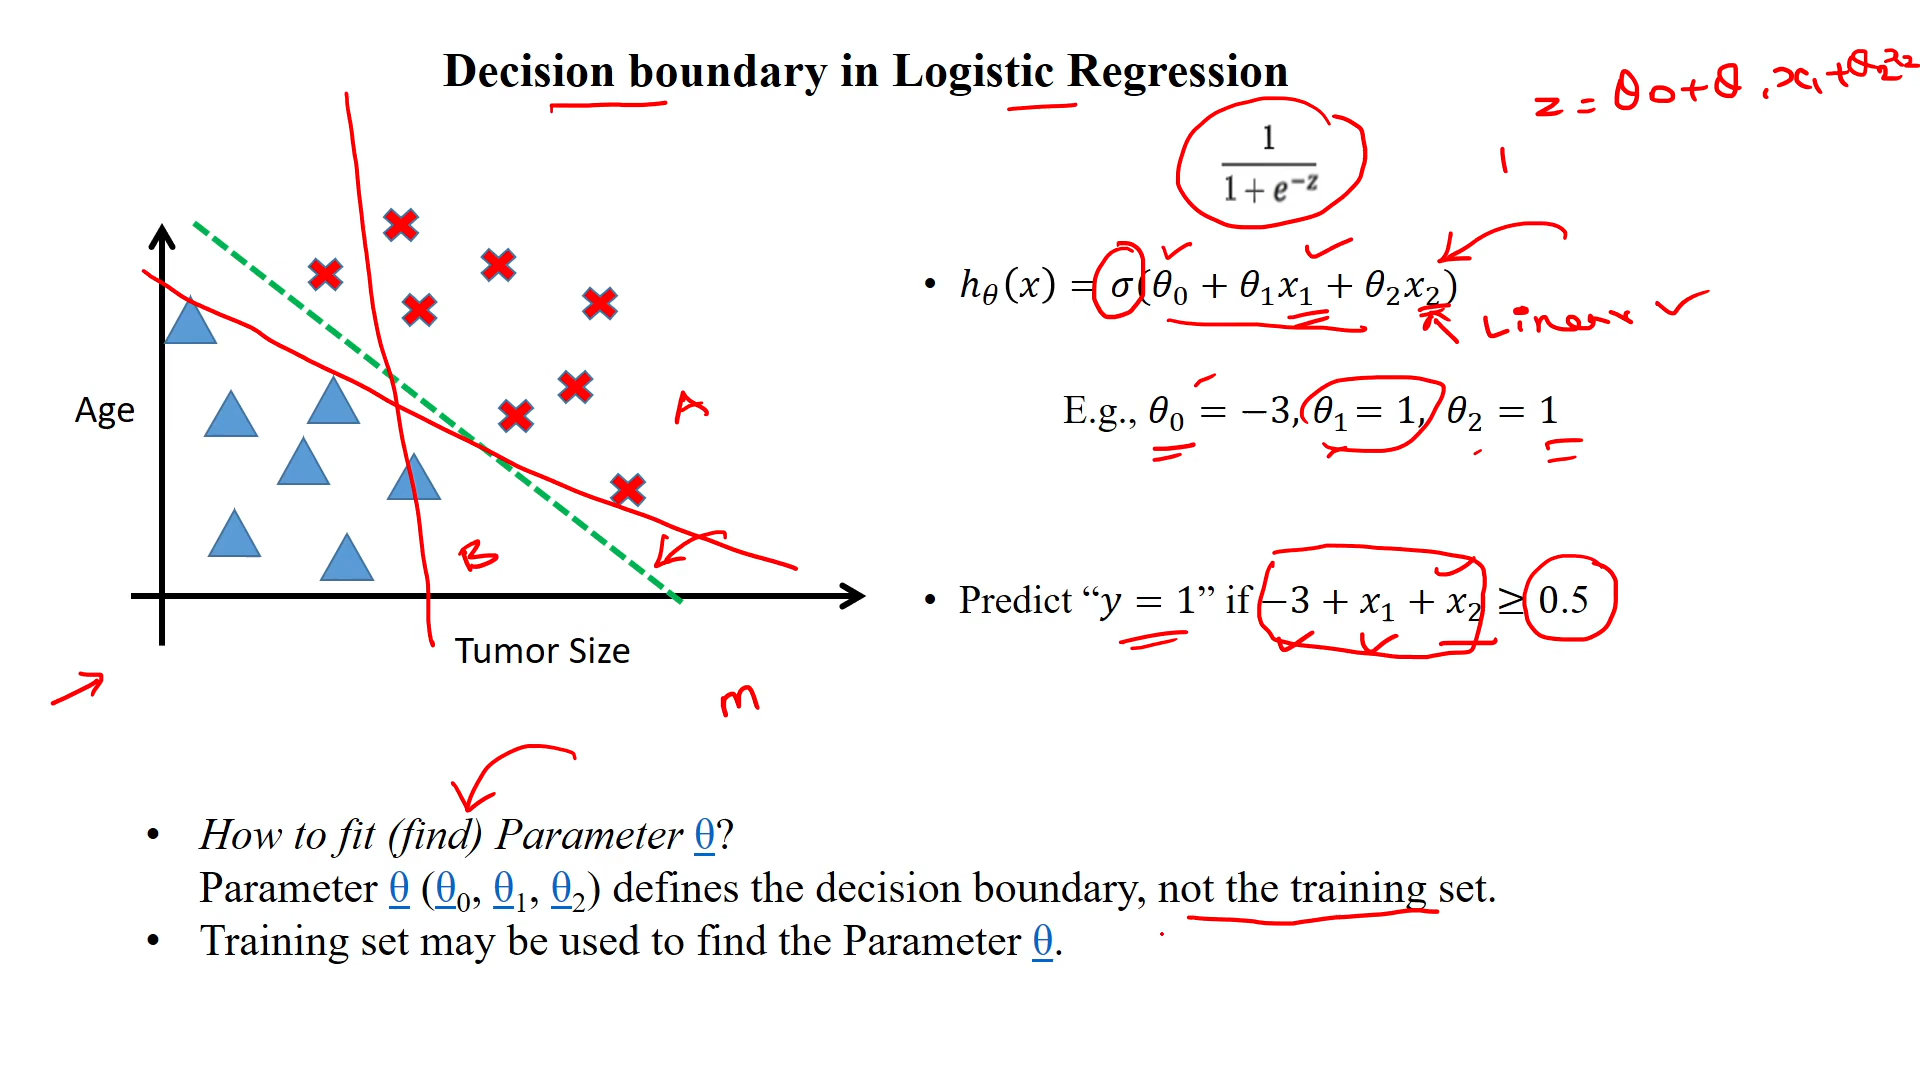 Decision boundary in Logistic Regression
z = θ0 + θ1x1 + θ2x2
1
1 + e⁻ᶻ
• hθ(x) = σ(θ₀ + θ₁x₁ + θ₂x₂)
Linear
E.g., θ₀ = −3, θ₁ = 1, θ₂ = 1
Age
A
B
• Predict “y = 1” if −3 + x₁ + x₂ ≥ 0.5
Tumor Size
m
• How to fit (find) Parameter θ?
Parameter θ (θ₀, θ₁, θ₂) defines the decision boundary, not the training set.
• Training set may be used to find the Parameter θ.